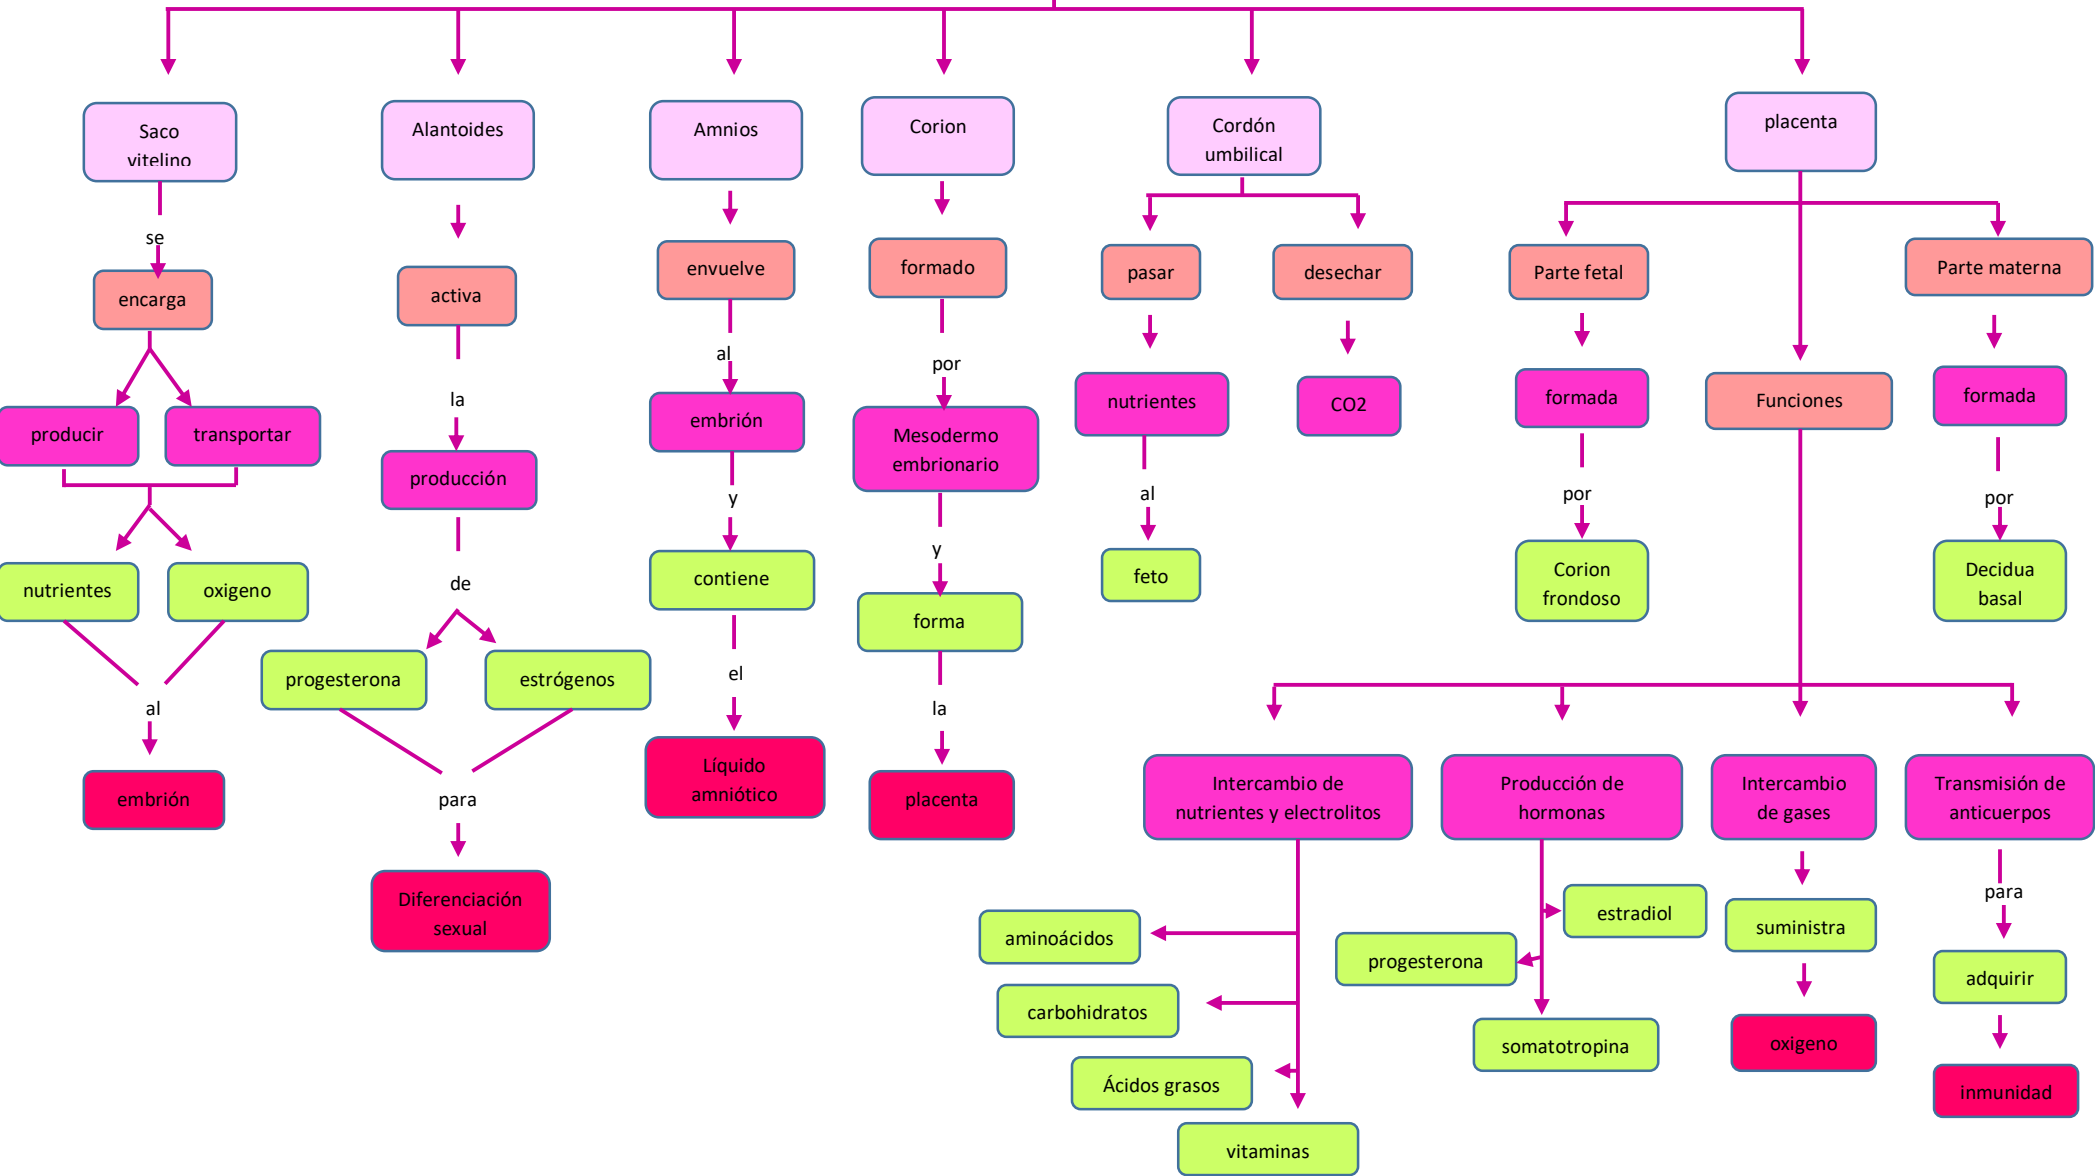 Saco
vitelino
se
encarga
producir
transportar
nutrientes
oxigeno
al
embrión
Alantoides
activa
la
producción
de
progesterona
estrógenos
para
Diferenciación
sexual
Amnios
envuelve
al
embrión
y
contiene
el
Líquido
amniótico
Corion
formado
por
Mesodermo
embrionario
y
forma
la
placenta
Cordón
umbilical
pasar
nutrientes
al
feto
desechar
CO2
placenta
Parte fetal
formada
por
Corion
frondoso
Funciones
Parte materna
formada
por
Decidua
basal
Intercambio de
nutrientes y electrolitos
aminoácidos
carbohidratos
Ácidos grasos
vitaminas
Producción de
hormonas
estradiol
progesterona
somatotropina
Intercambio
de gases
suministra
oxigeno
Transmisión de
anticuerpos
para
adquirir
inmunidad